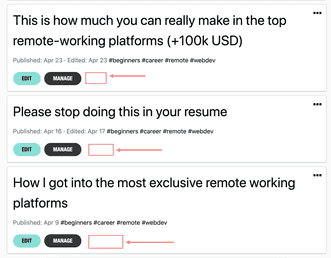 This is how much you can really make in the top
remote-working platforms (+100k USD)
Published: Apr 23 · Edited: Apr 23 #beginners #career #remote #webdev
EDIT MANAGE
Please stop doing this in your resume
Published: Apr 16 · Edited: Apr 17 #beginners #career #remote #webdev
EDIT MANAGE
How I got into the most exclusive remote working
platforms
Published: Apr 9 #beginners #career #remote #webdev
EDIT MANAGE